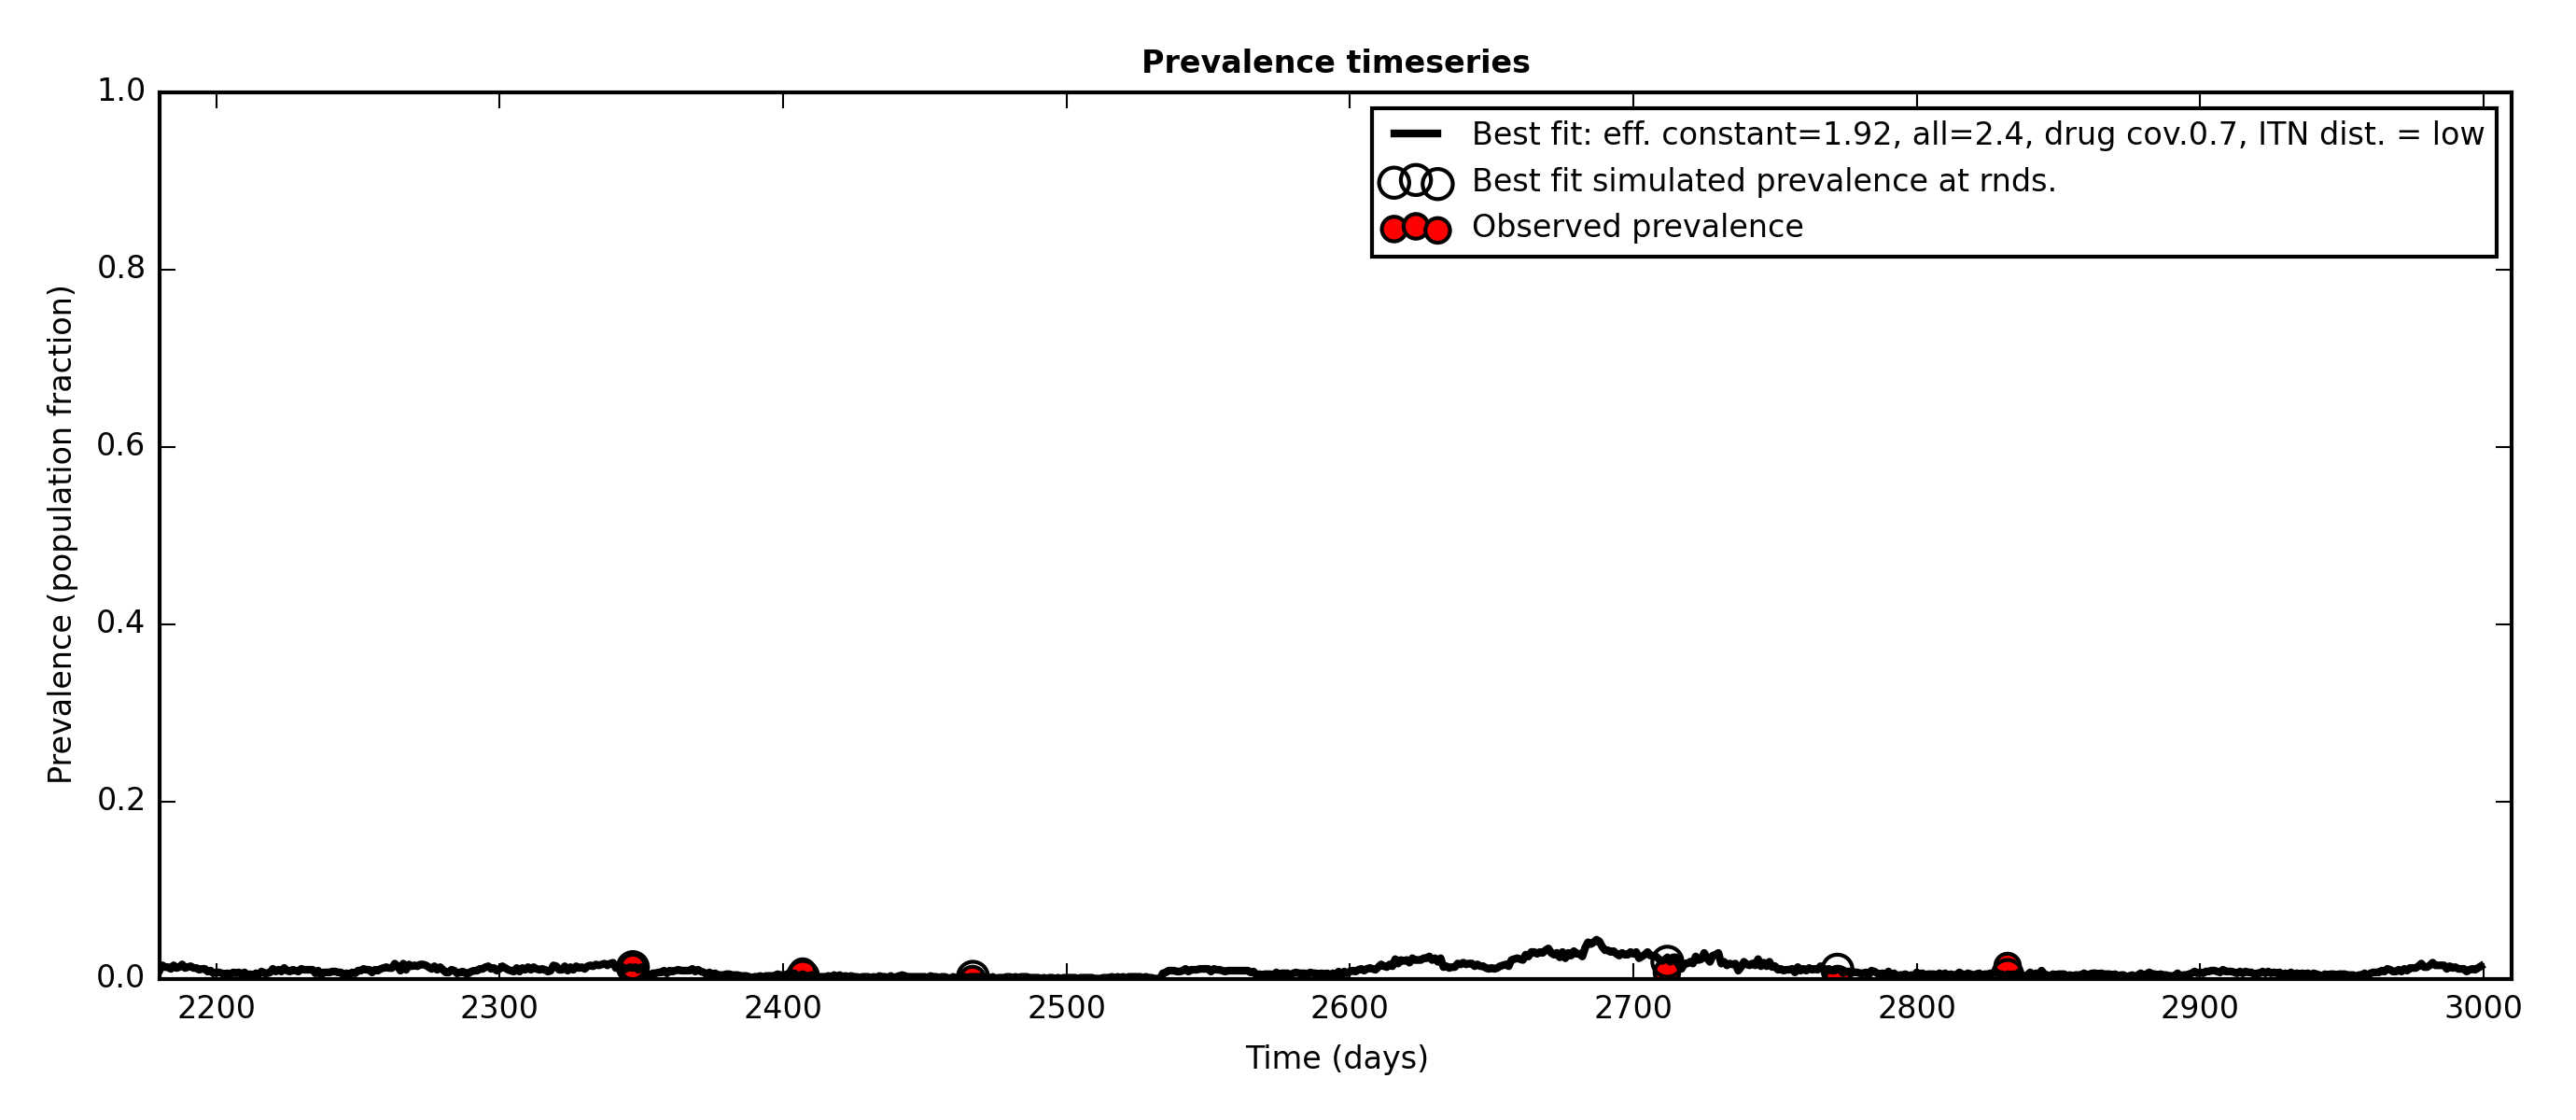 Prevalence timeseries
Best fit: eff. constant=1.92, all=2.4, drug cov.0.7, ITN dist. = low
Best fit simulated prevalence at rnds.
Observed prevalence
Prevalence (population fraction)
1.0
0.8
0.6
0.4
0.2
0.0
2200 2300 2400 2500 2600 2700 2800 2900 3000
Time (days)